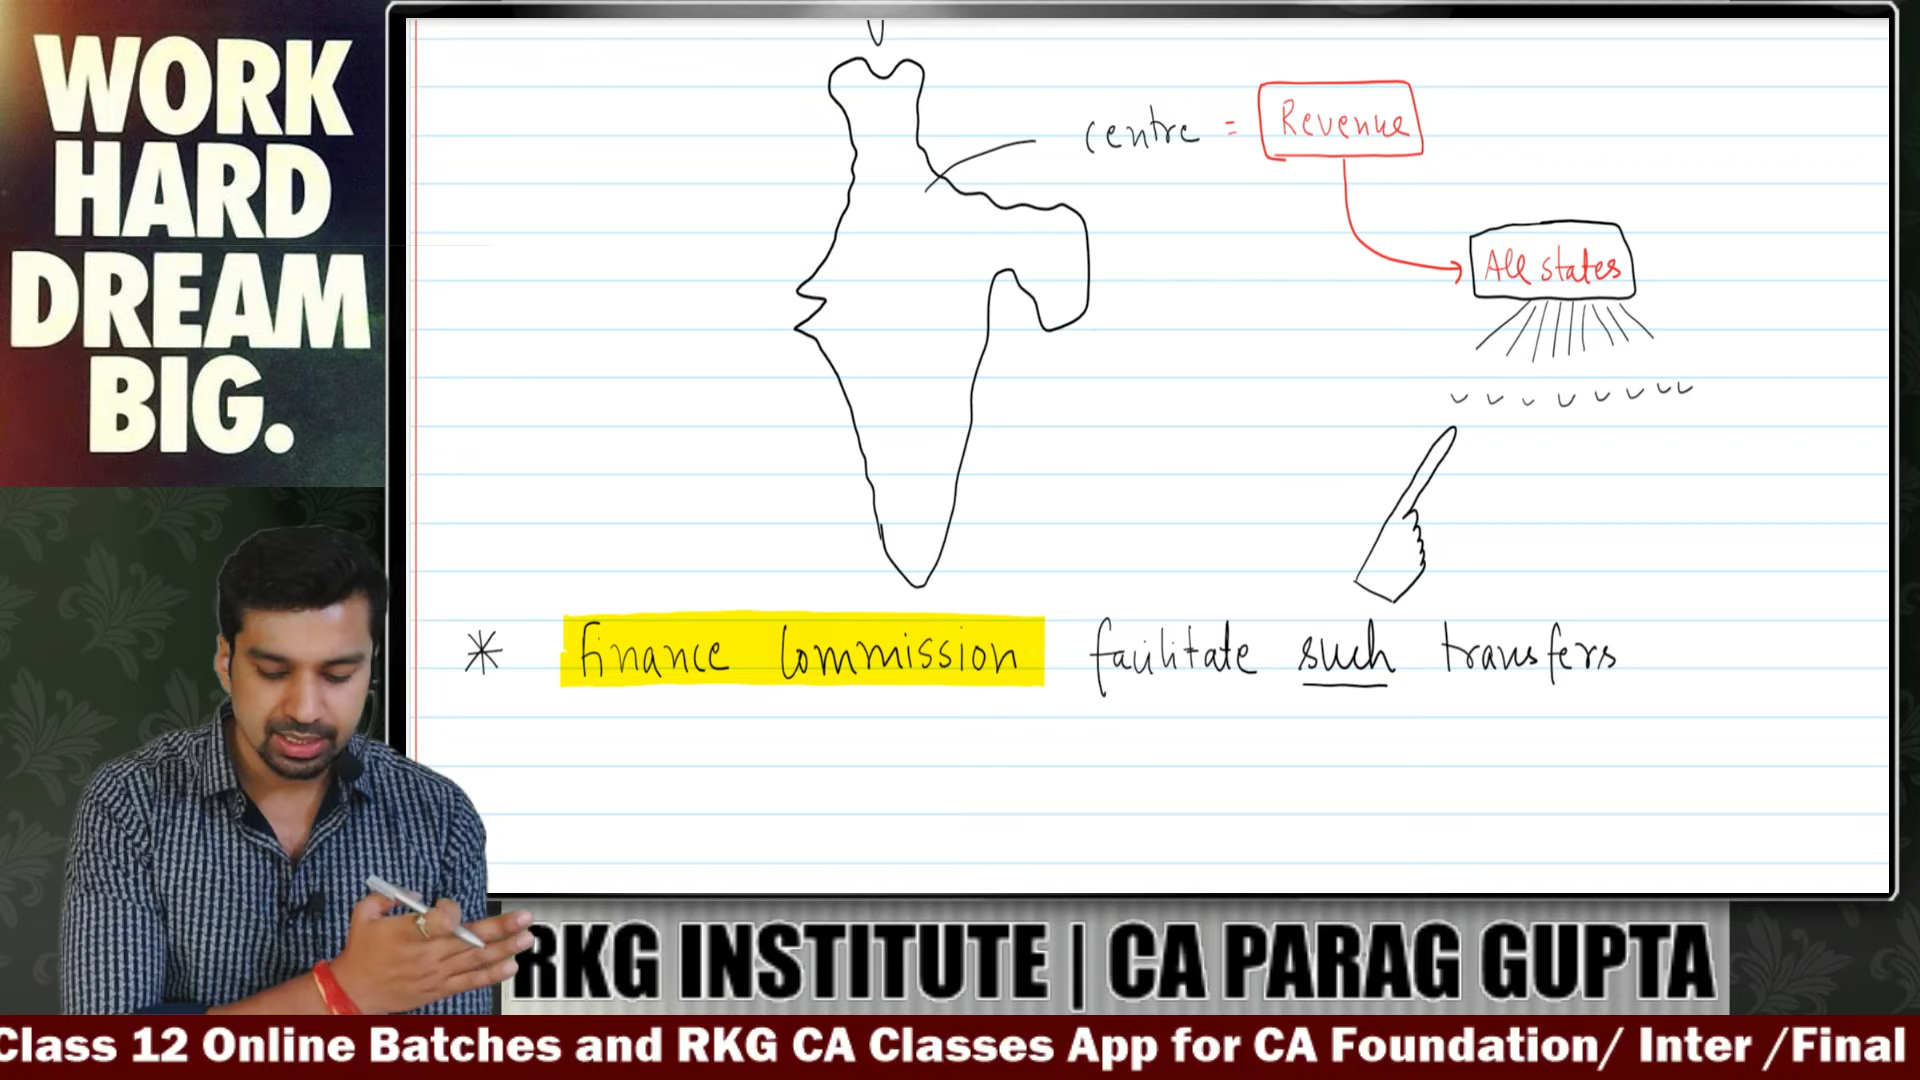 WORK
HARD
DREAM
BIG.
centre = Revenue
All states
* Finance Commission facilitate such transfers
RKG INSTITUTE | CA PARAG GUPTA
Class 12 Online Batches and RKG CA Classes App for CA Foundation/ Inter /Final